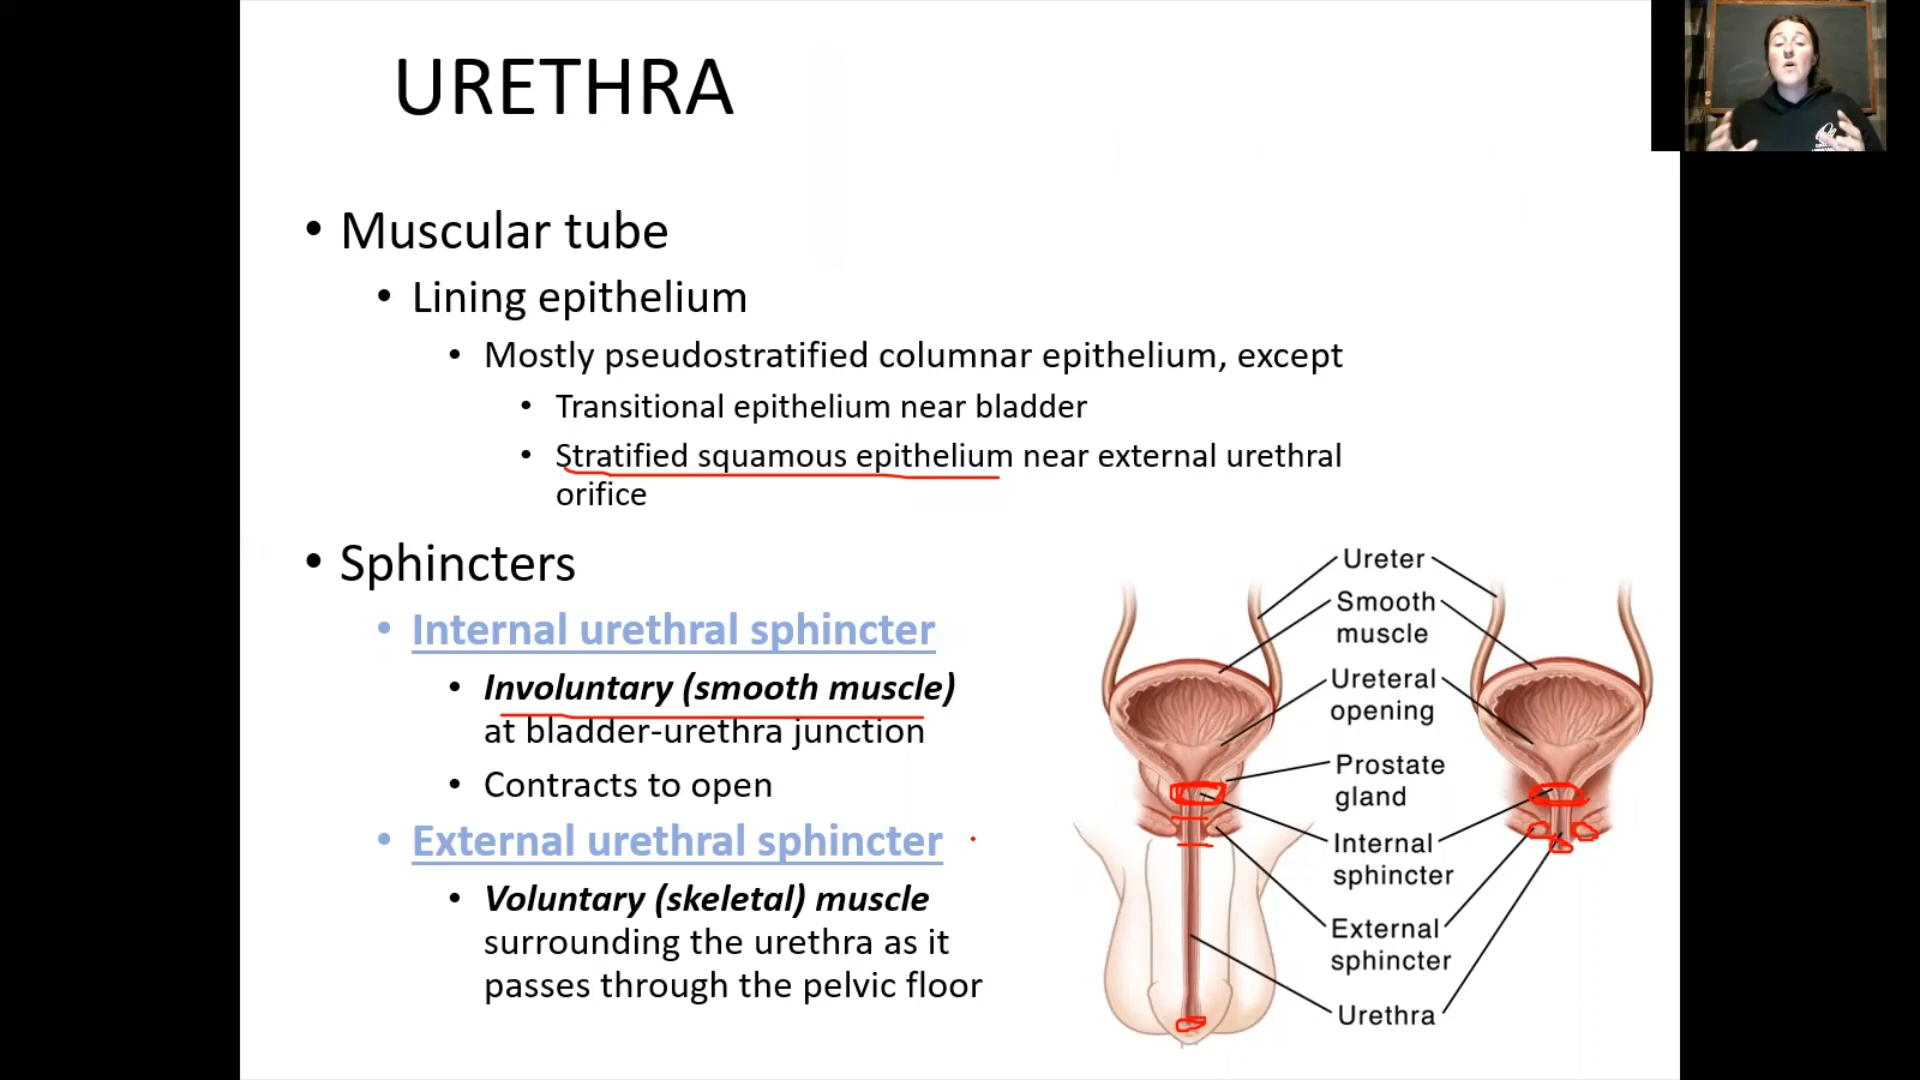 URETHRA
• Muscular tube
• Lining epithelium
• Mostly pseudostratified columnar epithelium, except
• Transitional epithelium near bladder
• Stratified squamous epithelium near external urethral
orifice
• Sphincters
• Internal urethral sphincter
• Involuntary (smooth muscle)
at bladder-urethra junction
• Contracts to open
• External urethral sphincter
• Voluntary (skeletal) muscle
surrounding the urethra as it
passes through the pelvic floor
Ureter
Smooth
muscle
Ureteral
opening
Prostate
gland
Internal
sphincter
External
sphincter
Urethra